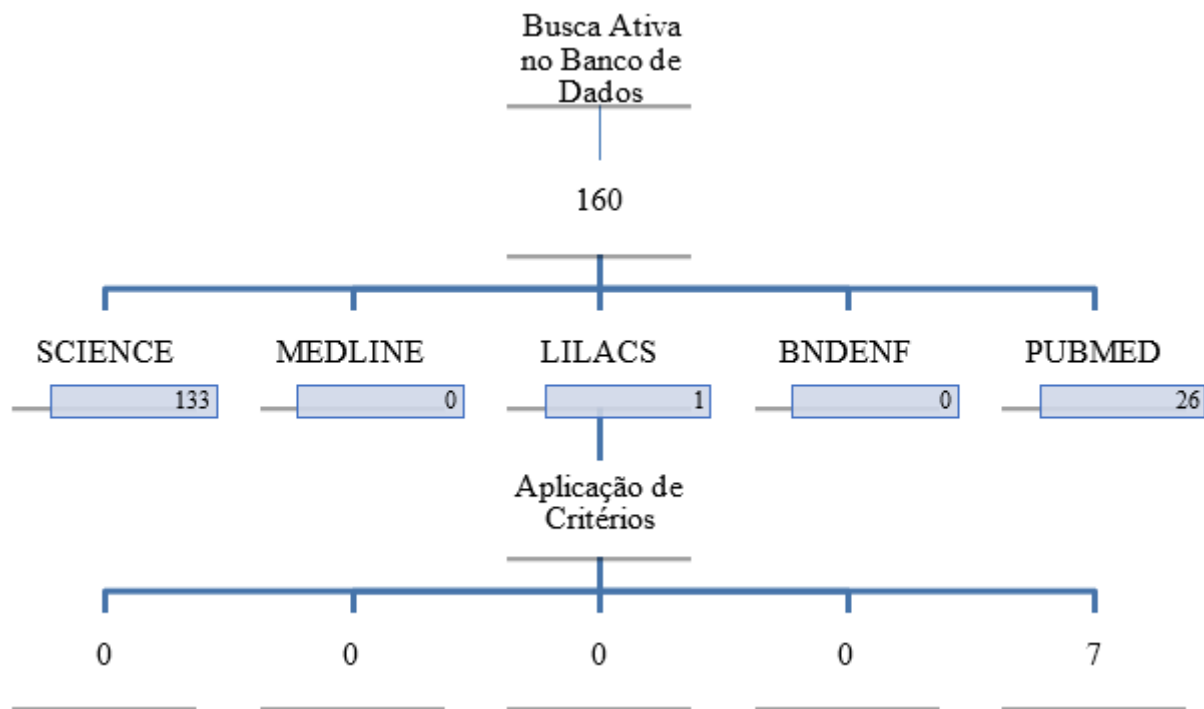 Busca Ativa
no Banco de
Dados
160
SCIENCE MEDLINE LILACS BNDENF PUBMED
133 0 1 0 26
Aplicação de
Critérios
0 0 0 0 7